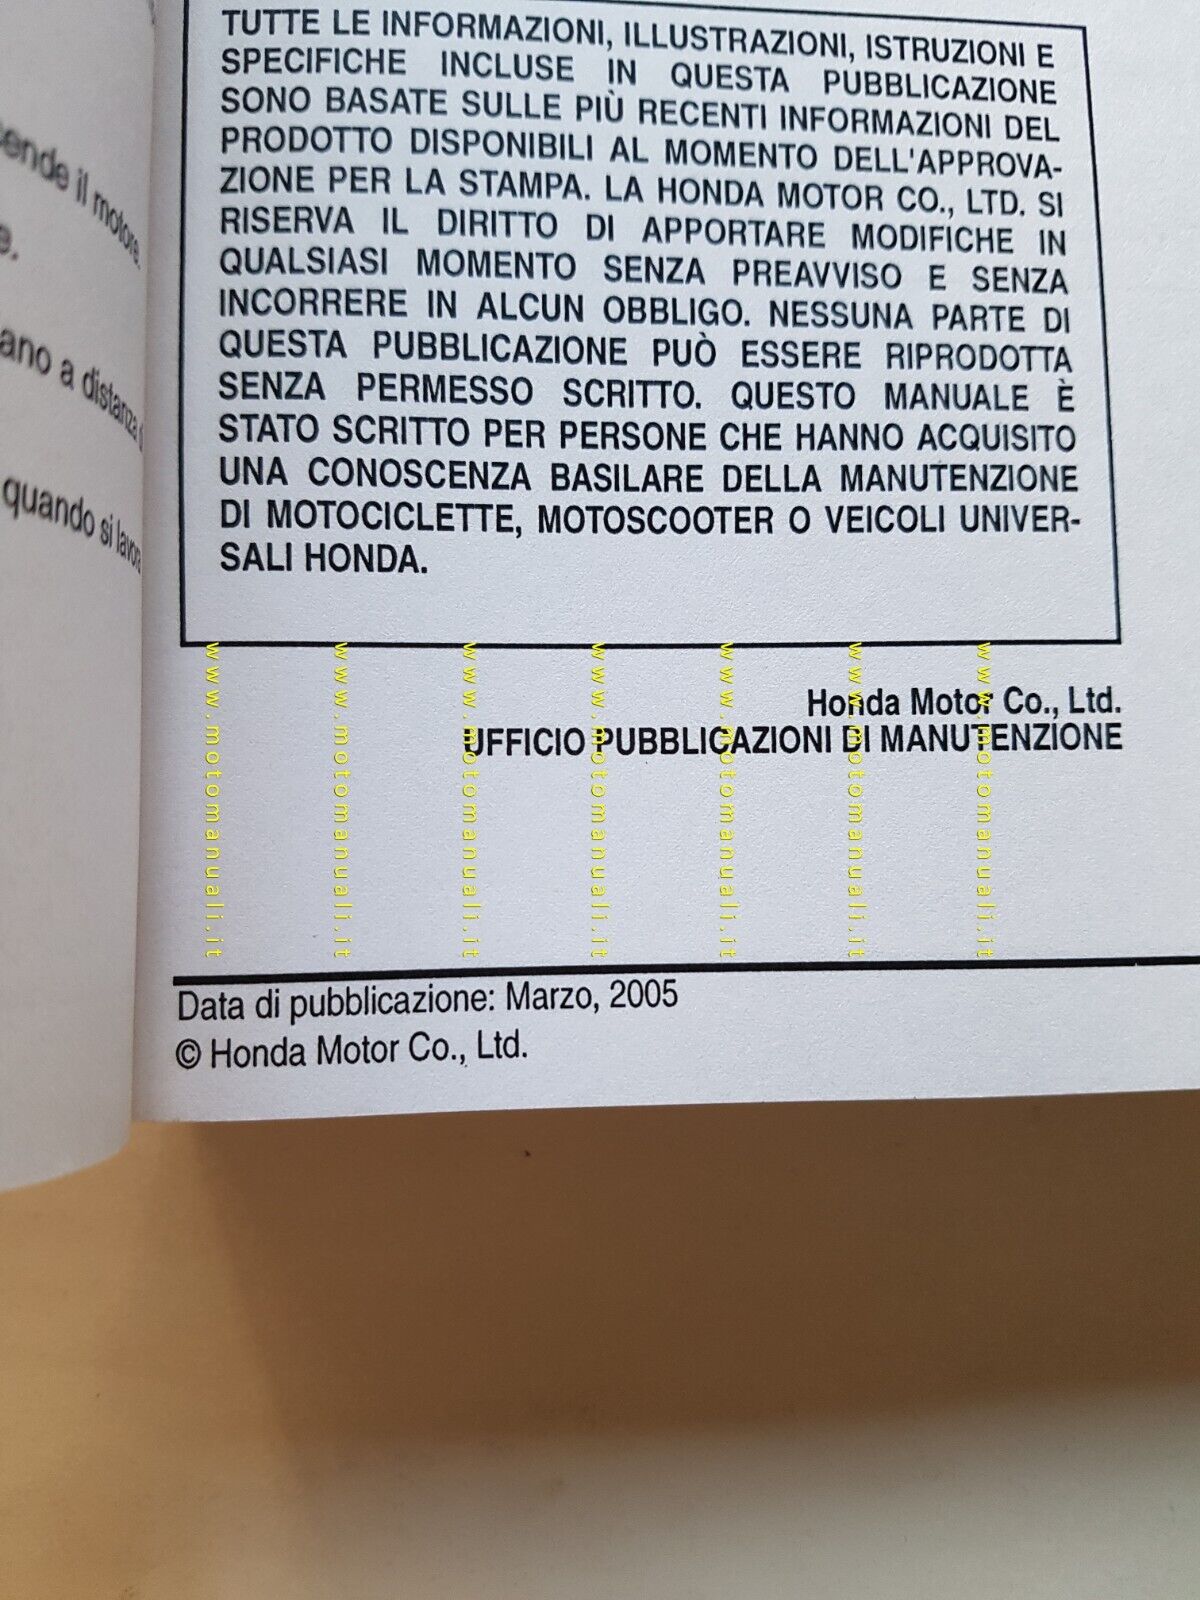 TUTTE LE INFORMAZIONI, ILLUSTRAZIONI, ISTRUZIONI E
SPECIFICHE INCLUSE IN QUESTA PUBBLICAZIONE
SONO BASATE SULLE PIÙ RECENTI INFORMAZIONI DEL
PRODOTTO DISPONIBILI AL MOMENTO DELL'APPROVA-
ZIONE PER LA STAMPA. LA HONDA MOTOR CO., LTD. SI
RISERVA IL DIRITTO DI APPORTARE MODIFICHE IN
QUALSIASI MOMENTO SENZA PREAVVISO E SENZA
INCORRERE IN ALCUN OBBLIGO. NESSUNA PARTE DI
QUESTA PUBBLICAZIONE PUÒ ESSERE RIPRODOTTA
SENZA PERMESSO SCRITTO. QUESTO MANUALE È
STATO SCRITTO PER PERSONE CHE HANNO ACQUISITO
UNA CONOSCENZA BASILARE DELLA MANUTENZIONE
DI MOTOCICLETTE, MOTOSCOOTER O VEICOLI UNIVER-
SALI HONDA.
il motore.
a distanza
quando si lavora
www.motomanuali.it
www.motomanuali.it
www.motomanuali.it
www.motomanuali.it
www.motomanuali.it
www.motomanuali.it
www.motomanuali.it
Honda Motor Co., Ltd.
UFFICIO PUBBLICAZIONI DI MANUTENZIONE
Data di pubblicazione: Marzo, 2005
© Honda Motor Co., Ltd.